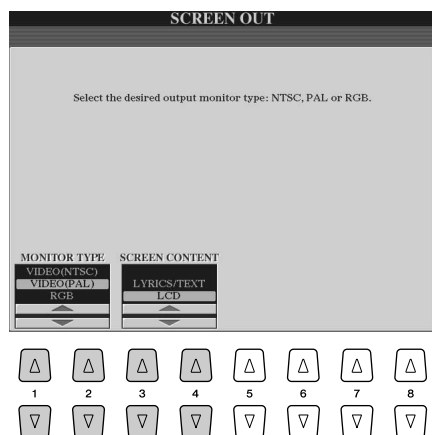 SCREEN OUT
Select the desired output monitor type: NTSC, PAL or RGB.
MONITOR TYPE SCREEN CONTENT
VIDEO(NTSC)
VIDEO(PAL) LYRICS/TEXT
RGB LCD
1 2 3 4 5 6 7 8